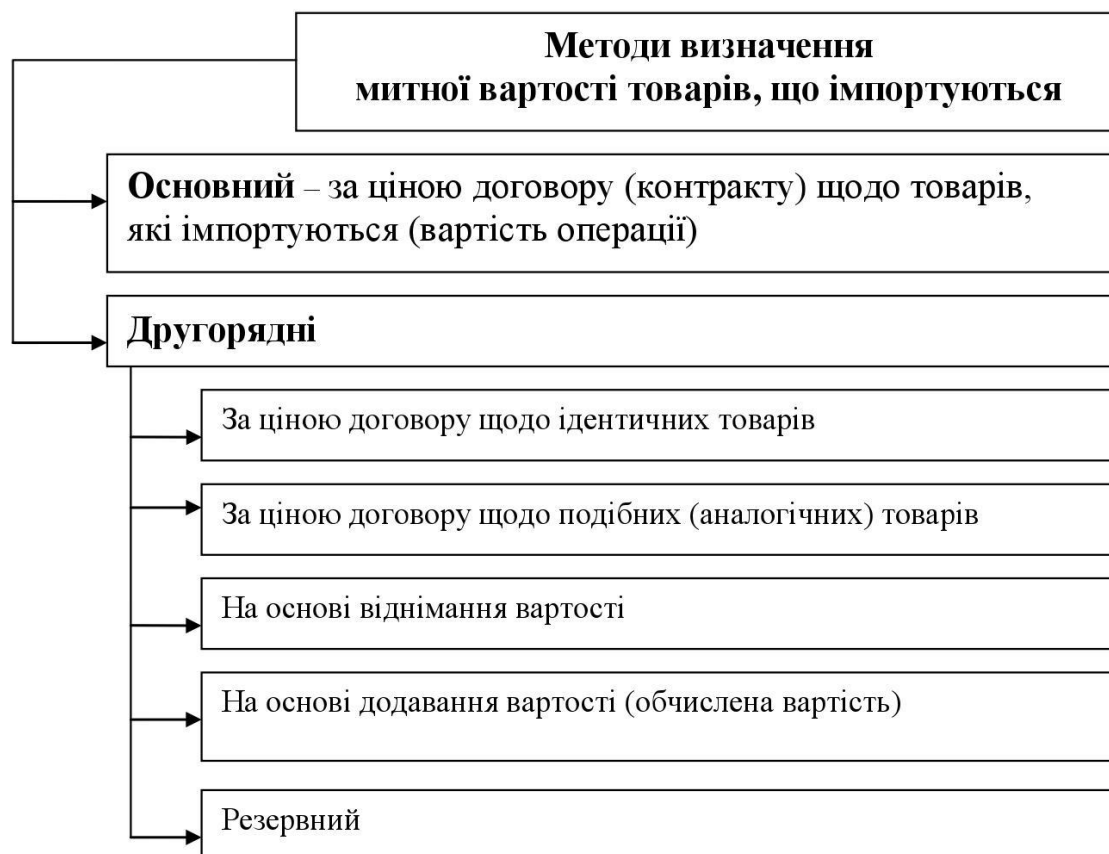 Методи визначення
митної вартості товарів, що імпортуються
Основний – за ціною договору (контракту) щодо товарів,
які імпортуються (вартість операції)
Другорядні
За ціною договору щодо ідентичних товарів
За ціною договору щодо подібних (аналогічних) товарів
На основі віднімання вартості
На основі додавання вартості (обчислена вартість)
Резервний